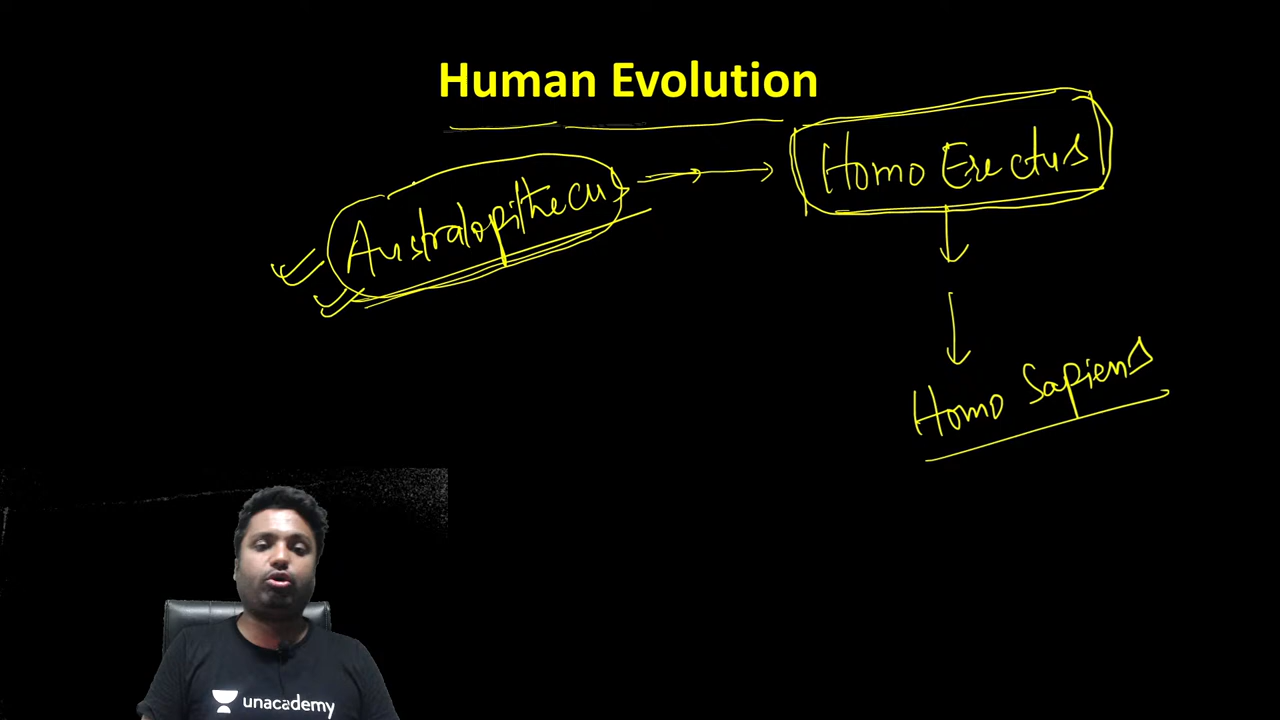 Human Evolution
Australopithecus
Homo Erectus
Homo Sapiens
unacademy